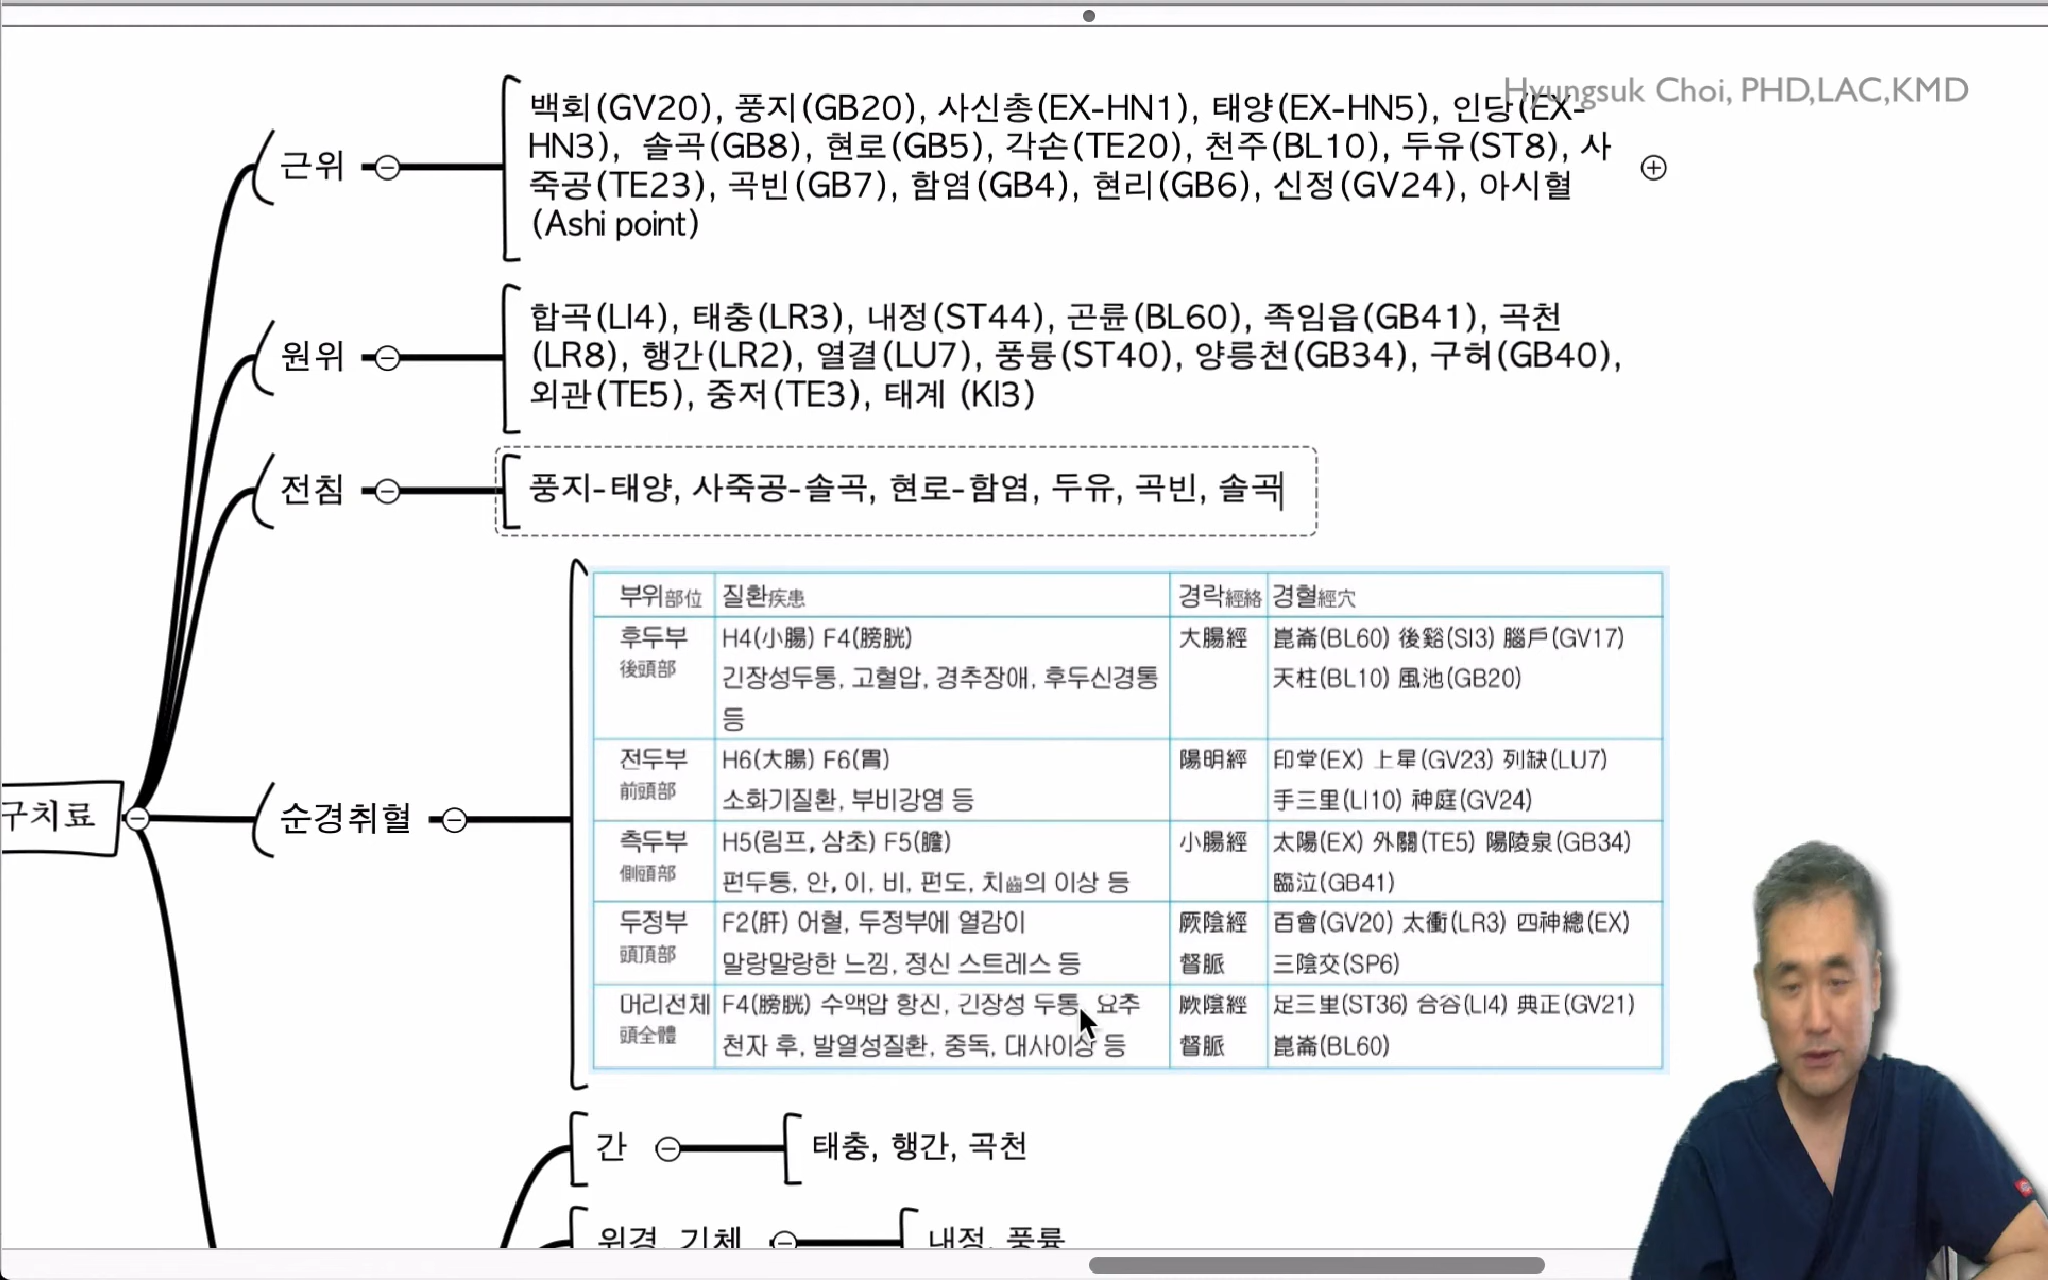 Hyungsuk Choi, PHD,LAC,KMD
근위
백회(GV20), 풍지(GB20), 사신총(EX-HN1), 태양(EX-HN5), 인당(EX-
HN3), 솔곡(GB8), 현로(GB5), 각손(TE20), 천주(BL10), 두유(ST8), 사
죽공(TE23), 곡빈(GB7), 함염(GB4), 현리(GB6), 신정(GV24), 아시혈
(Ashi point)
원위
합곡(LI4), 태충(LR3), 내정(ST44), 곤륜(BL60), 족임읍(GB41), 곡천
(LR8), 행간(LR2), 열결(LU7), 풍륭(ST40), 양릉천(GB34), 구허(GB40),
외관(TE5), 중저(TE3), 태계 (KI3)
전침
풍지-태양, 사죽공-솔곡, 현로-함염, 두유, 곡빈, 솔곡
구치료
순경취혈
부위部位 질환疾患 경락經絡 경혈經穴
후두부 H4(小腸) F4(膀胱) 大腸經 崑崙(BL60) 後谿(SI3) 腦戶(GV17)
後頭部 긴장성두통, 고혈압, 경추장애, 후두신경통 天柱(BL10) 風池(GB20)
등
전두부 H6(大腸) F6(胃) 陽明經 印堂(EX) 上星(GV23) 列缺(LU7)
前頭部 소화기질환, 부비강염 등 手三里(LI10) 神庭(GV24)
측두부 H5(림프, 삼초) F5(膽) 小腸經 太陽(EX) 外關(TE5) 陽陵泉(GB34)
側頭部 편두통, 안, 이, 비, 편도, 치齒의 이상 등 臨泣(GB41)
두정부 F2(肝) 어혈, 두정부에 열감이 厥陰經 百會(GV20) 太衝(LR3) 四神總(EX)
頭頂部 말랑말랑한 느낌, 정신 스트레스 등 督脈 三陰交(SP6)
머리전체 F4(膀胱) 수액압 항진, 긴장성 두통, 요추 厥陰經 足三里(ST36) 合谷(LI4) 典正(GV21)
頭全體 천자 후, 발열성질환, 중독, 대사이상 등 督脈 崑崙(BL60)
간
태충, 행간, 곡천
위경, 기체
내정, 풍륭